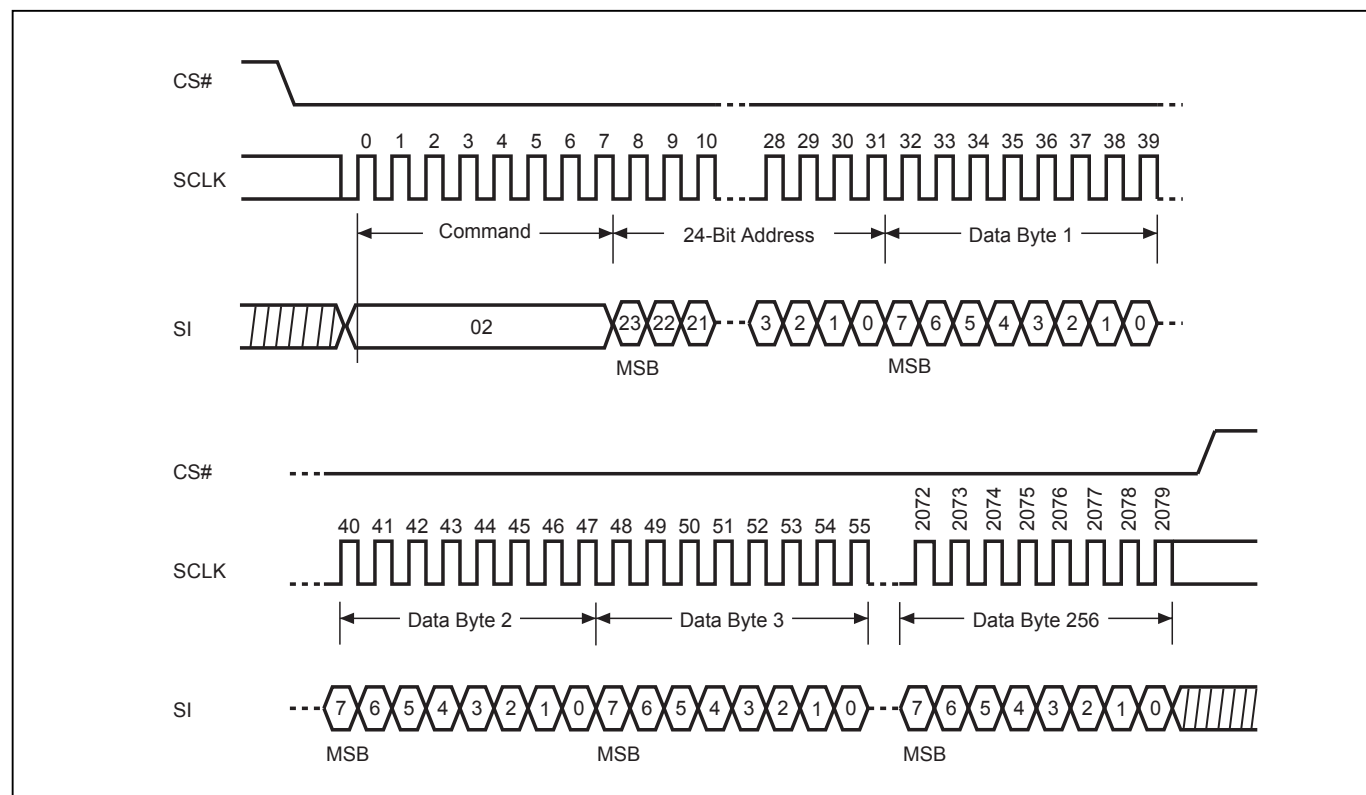 CS#
0 1 2 3 4 5 6 7 8 9 10 28 29 30 31 32 33 34 35 36 37 38 39
SCLK
Command 24-Bit Address Data Byte 1
SI 02 23 22 21 3 2 1 0 7 6 5 4 3 2 1 0
MSB MSB
CS#
40 41 42 43 44 45 46 47 48 49 50 51 52 53 54 55 2072 2073 2074 2075 2076 2077 2078 2079
SCLK
Data Byte 2 Data Byte 3 Data Byte 256
SI 7 6 5 4 3 2 1 0 7 6 5 4 3 2 1 0 7 6 5 4 3 2 1 0
MSB MSB MSB